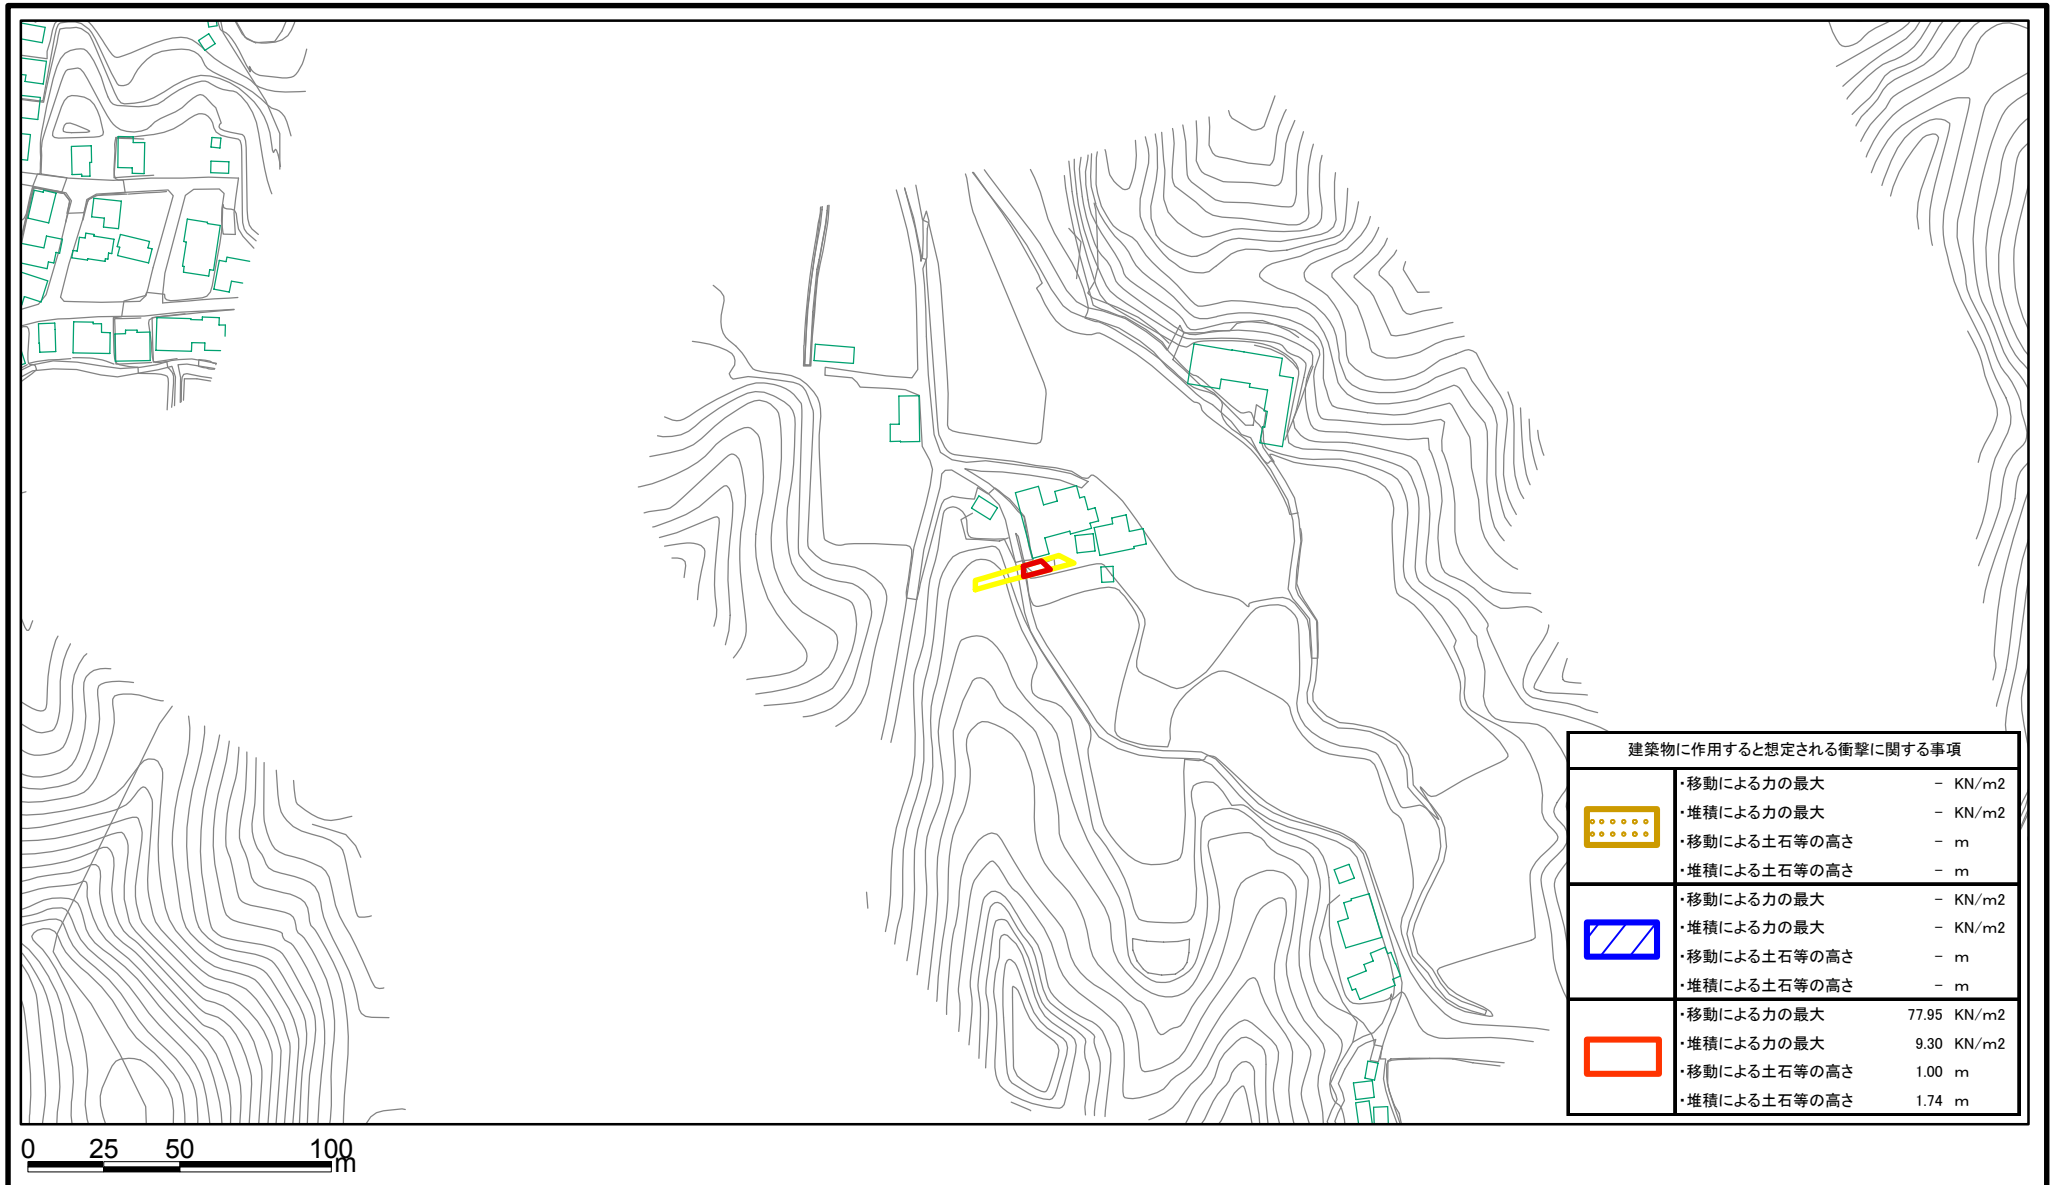 建築物に作用すると想定される衝撃に関する事項
・移動による力の最大 － KN/m2
・堆積による力の最大 － KN/m2
・移動による土石等の高さ － m
・堆積による土石等の高さ － m
・移動による力の最大 － KN/m2
・堆積による力の最大 － KN/m2
・移動による土石等の高さ － m
・堆積による土石等の高さ － m
・移動による力の最大 77.95 KN/m2
・堆積による力の最大 9.30 KN/m2
・移動による土石等の高さ 1.00 m
・堆積による土石等の高さ 1.74 m
0 25 50 100 m